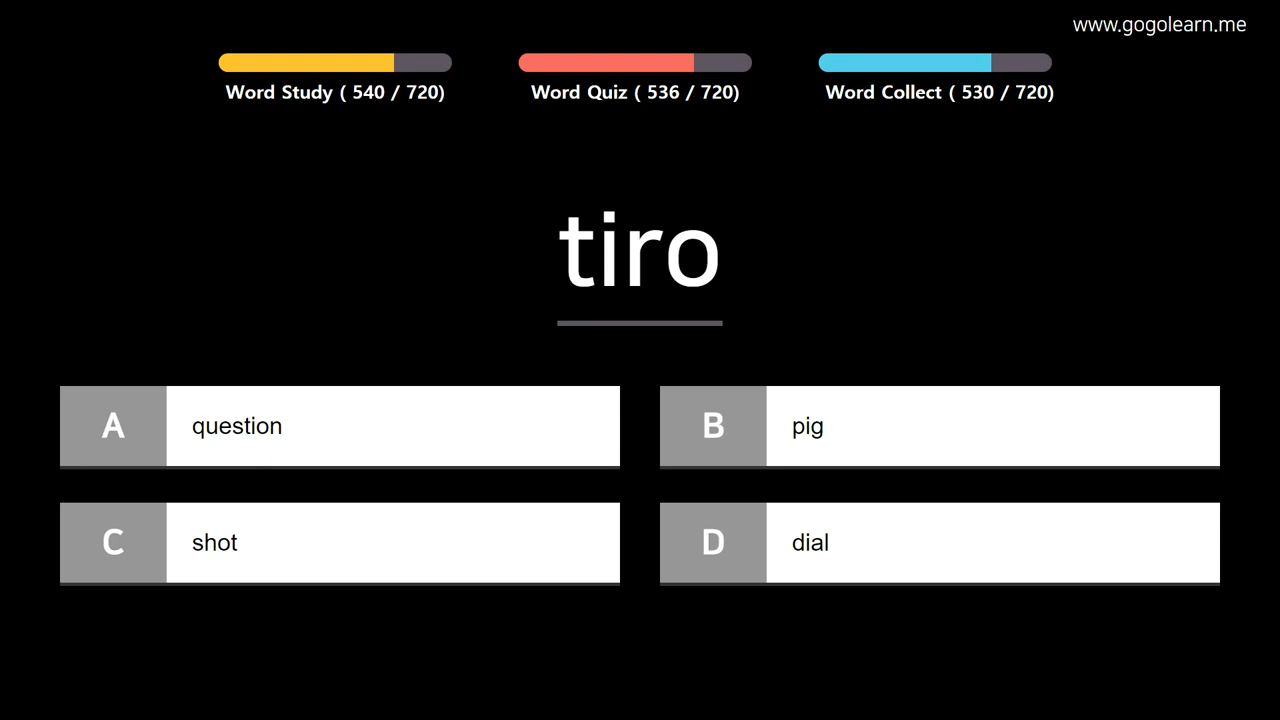 www.gogolearn.me
Word Study ( 540 / 720)
Word Quiz ( 536 / 720)
Word Collect ( 530 / 720)
tiro
A question
B pig
C shot
D dial